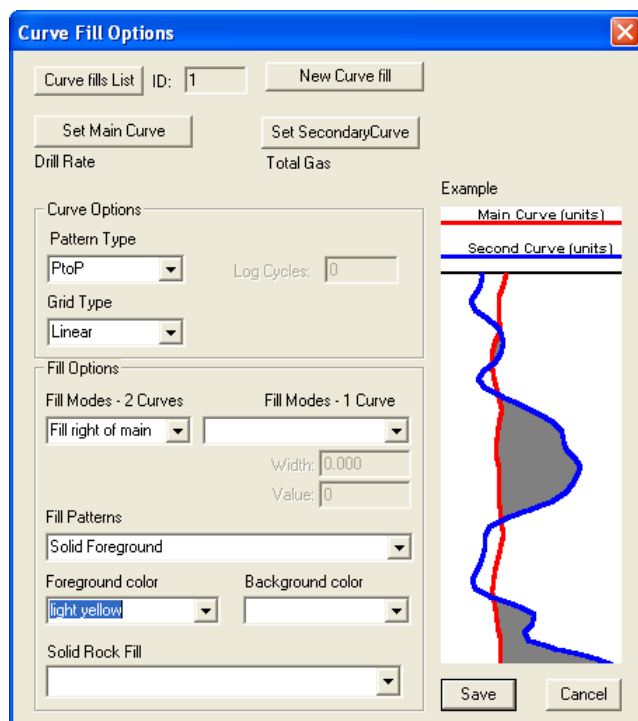 Curve Fill Options
Curve fills List ID: 1 New Curve fill
Set Main Curve Set SecondaryCurve
Drill Rate Total Gas
Example
Main Curve (units)
Second Curve (units)
Curve Options
Pattern Type
PtoP Log Cycles: 0
Grid Type
Linear
Fill Options
Fill Modes - 2 Curves Fill Modes - 1 Curve
Fill right of main
Width: 0.000
Value: 0
Fill Patterns
Solid Foreground
Foreground color Background color
light yellow
Solid Rock Fill
Save Cancel